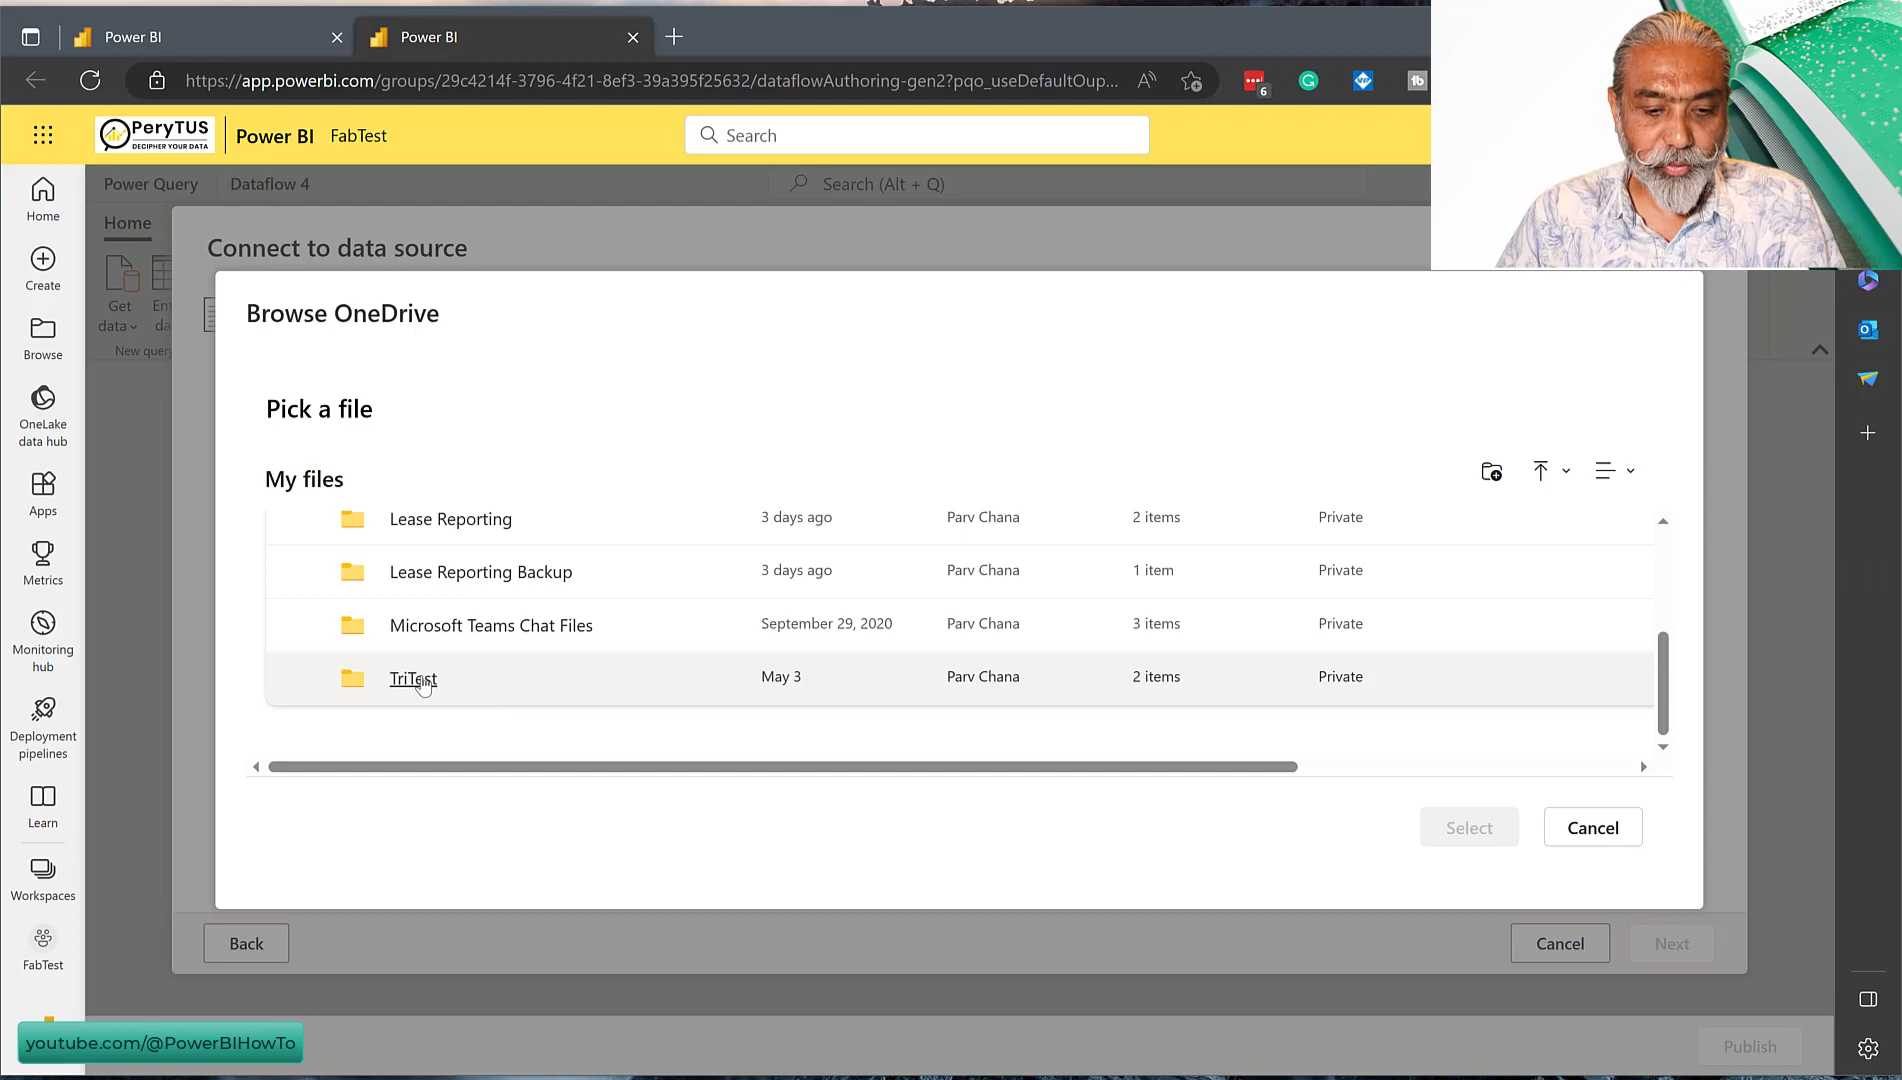 Power BI
Power BI
https://app.powerbi.com/groups/29c4214f-3796-4f21-8ef3-39a395f25632/dataflowAuthoring-gen2?pqo_useDefaultOup...
6
PeryTUS
DECIPHER YOUR DATA
Power BI
FabTest
Search
Home
Create
Browse
OneLake
data hub
Apps
Metrics
Monitoring
hub
Deployment
pipelines
Learn
Workspaces
FabTest
Power Query
Dataflow 4
Search (Alt + Q)
Home
Get
data
New query
Connect to data source
Browse OneDrive
Pick a file
My files
Lease Reporting 3 days ago Parv Chana 2 items Private
Lease Reporting Backup 3 days ago Parv Chana 1 item Private
Microsoft Teams Chat Files September 29, 2020 Parv Chana 3 items Private
TriTest May 3 Parv Chana 2 items Private
Select
Cancel
Back
Cancel
Next
Publish
youtube.com/@PowerBIHowTo